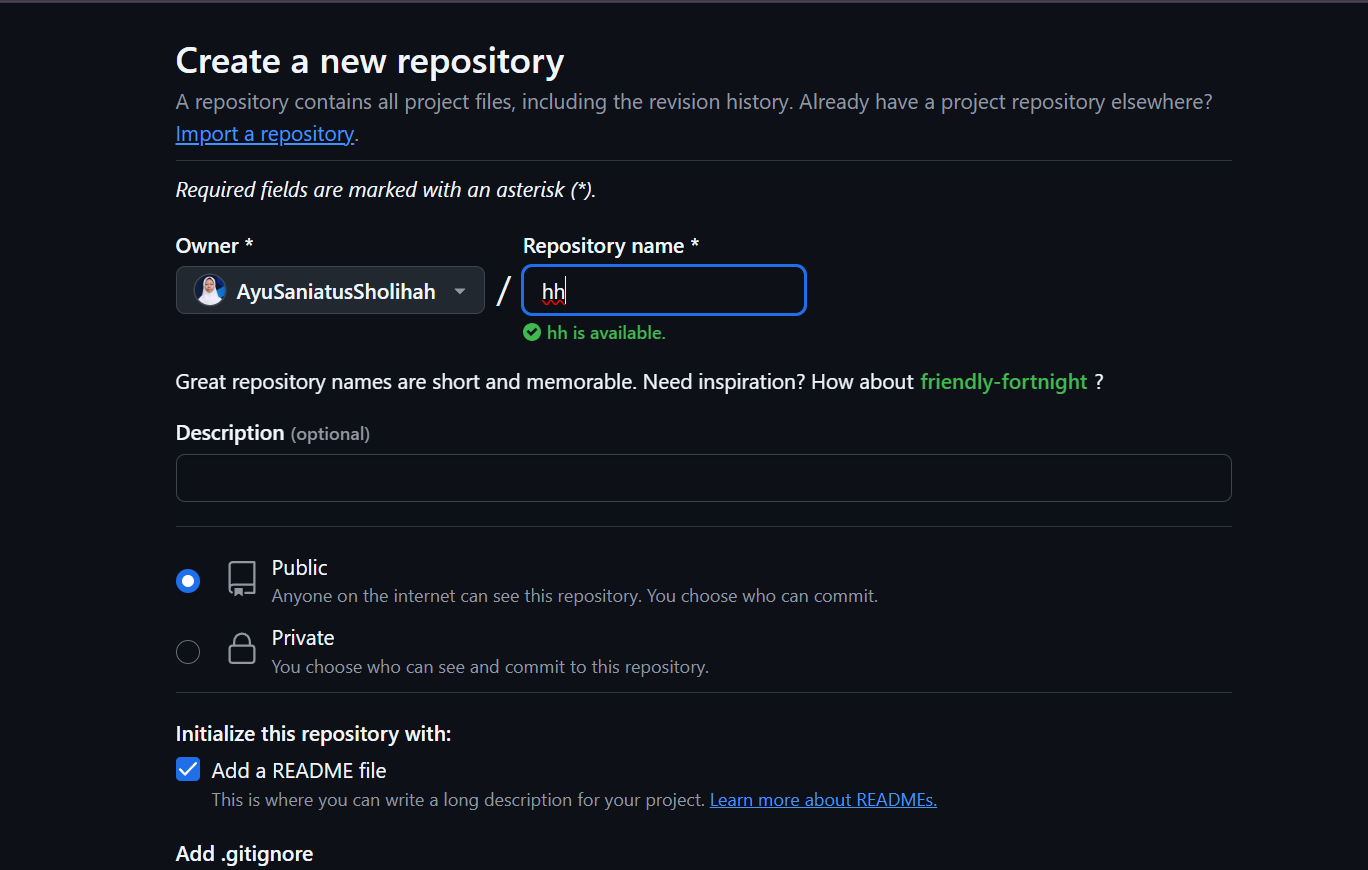 Create a new repository
A repository contains all project files, including the revision history. Already have a project repository elsewhere?
Import a repository.
Required fields are marked with an asterisk (*).
Owner * Repository name *
AyuSaniatusSholihah / hh
hh is available.
Great repository names are short and memorable. Need inspiration? How about friendly-fortnight ?
Description (optional)
Public
Anyone on the internet can see this repository. You choose who can commit.
Private
You choose who can see and commit to this repository.
Initialize this repository with:
Add a README file
This is where you can write a long description for your project. Learn more about READMEs.
Add .gitignore